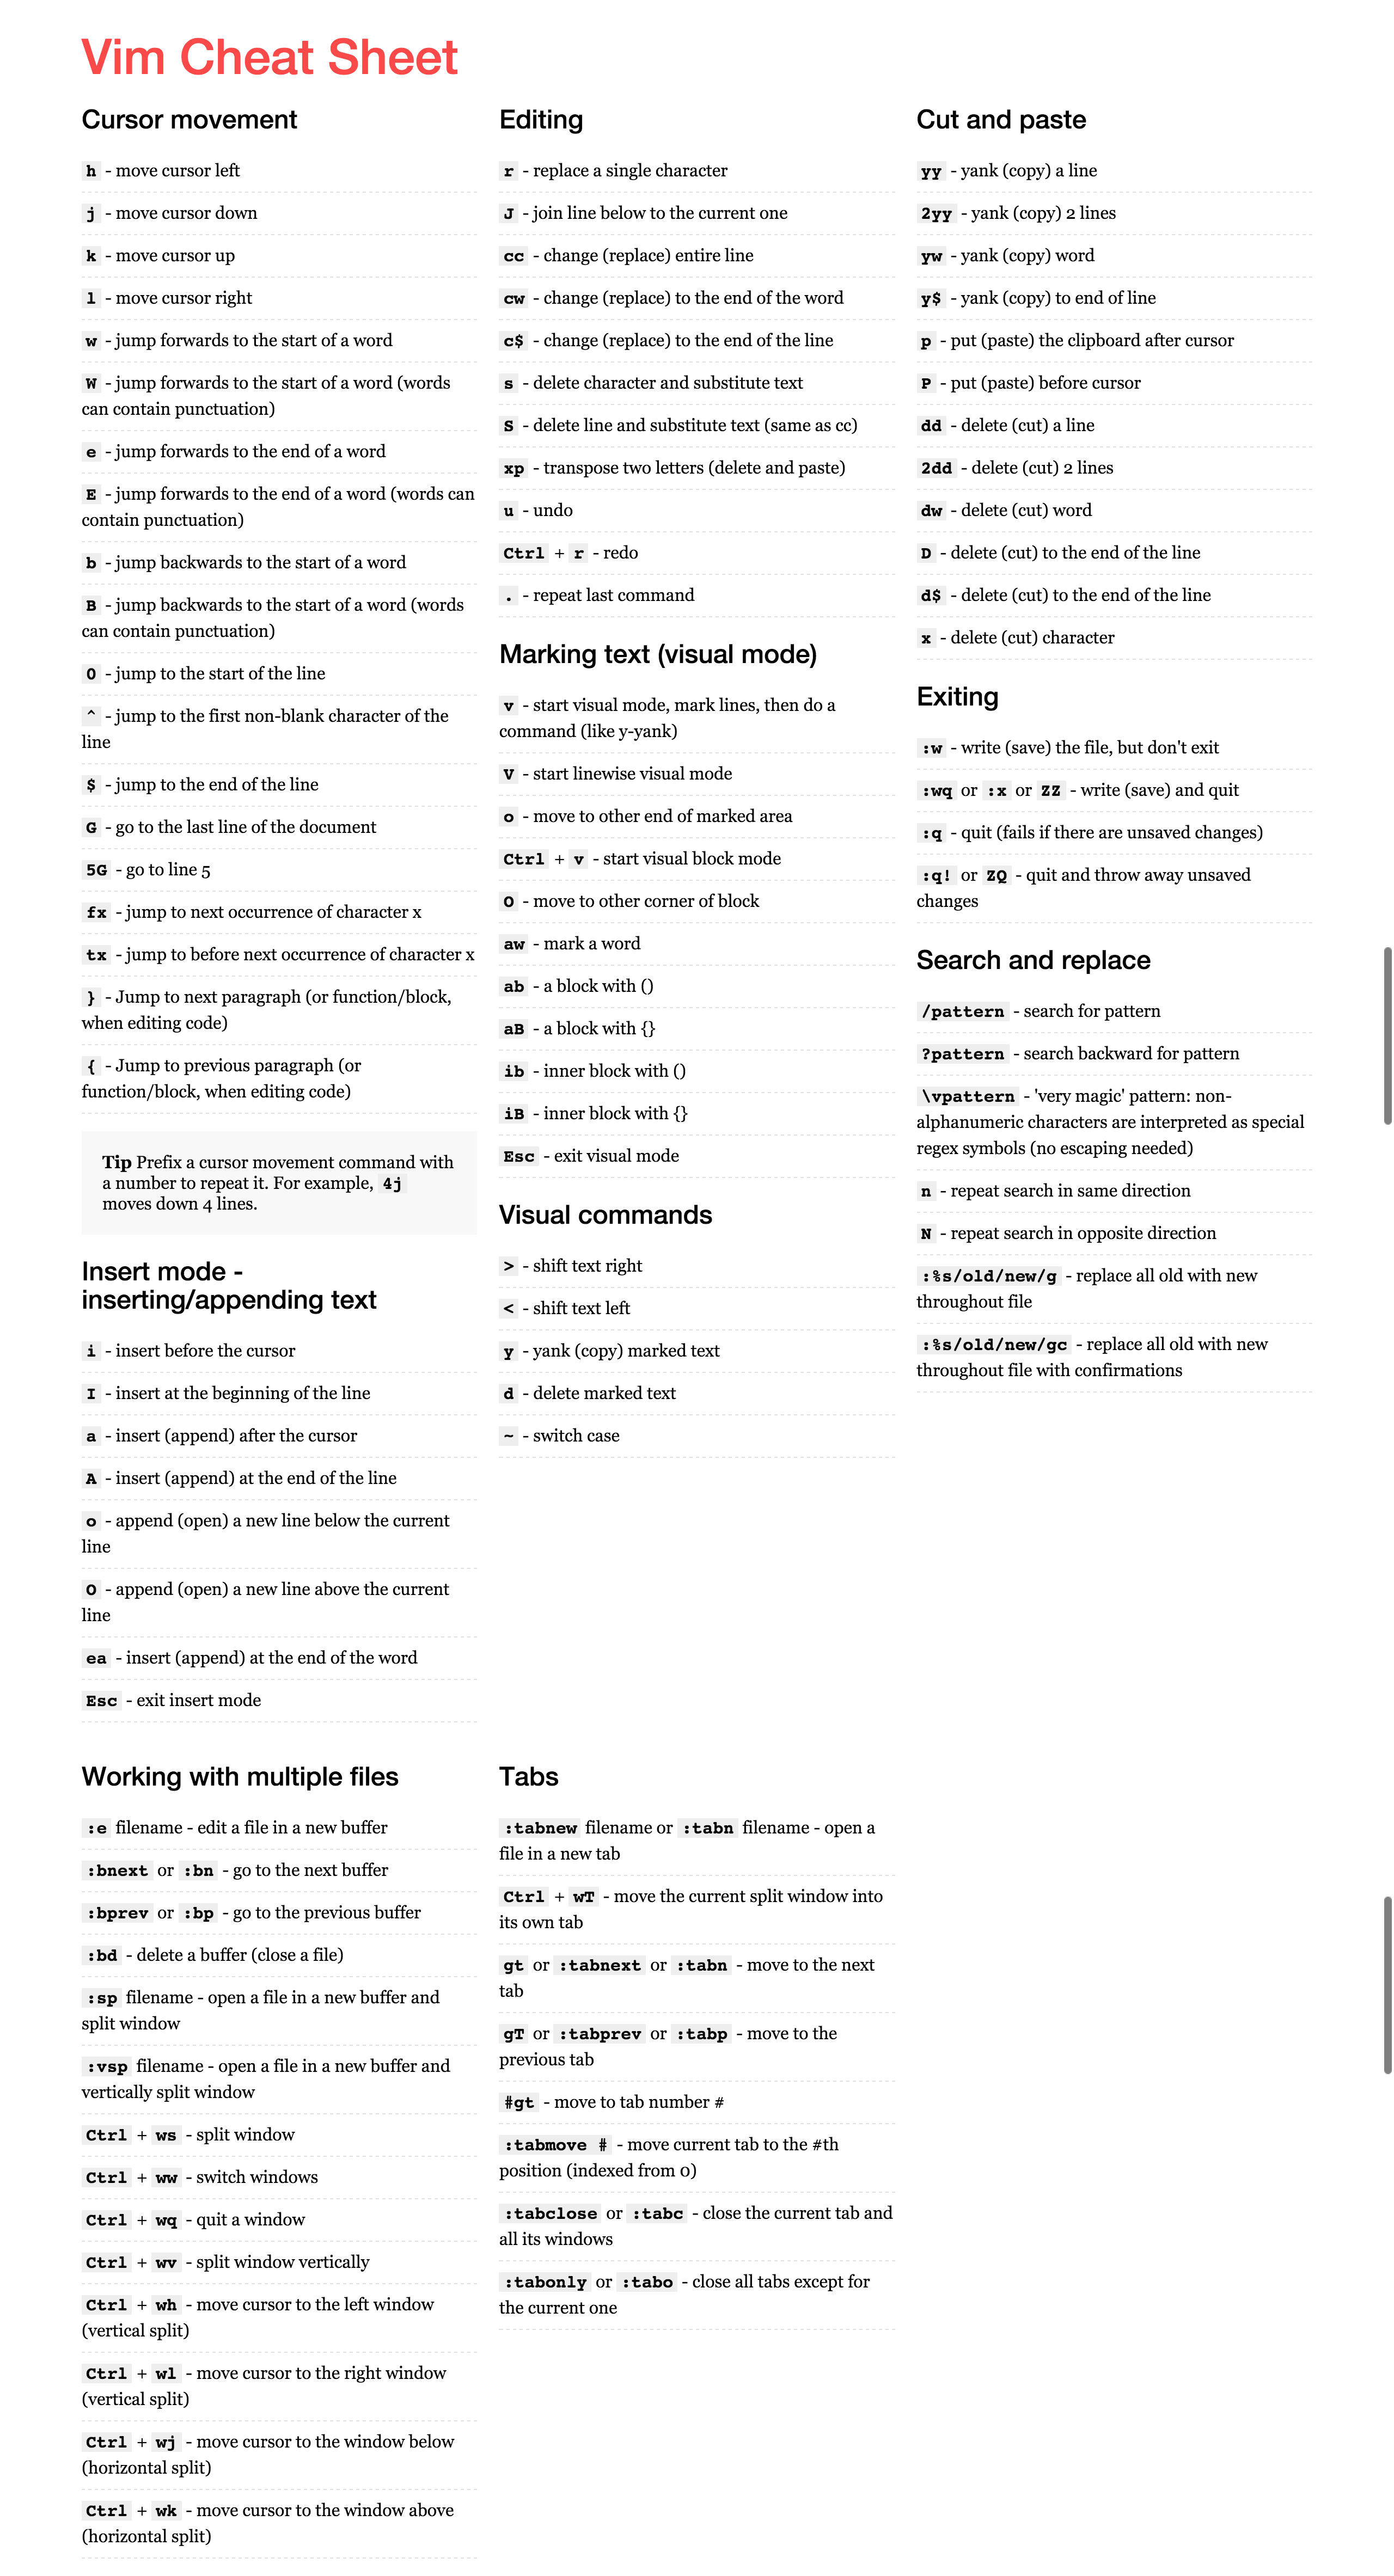 Vim Cheat Sheet
Cursor movement
h - move cursor left
j - move cursor down
k - move cursor up
l - move cursor right
w - jump forwards to the start of a word
W - jump forwards to the start of a word (words
can contain punctuation)
e - jump forwards to the end of a word
E - jump forwards to the end of a word (words can
contain punctuation)
b - jump backwards to the start of a word
B - jump backwards to the start of a word (words
can contain punctuation)
0 - jump to the start of the line
^ - jump to the first non-blank character of the
line
$ - jump to the end of the line
G - go to the last line of the document
5G - go to line 5
fx - jump to next occurrence of character x
tx - jump to before next occurrence of character x
} - Jump to next paragraph (or function/block,
when editing code)
{ - Jump to previous paragraph (or
function/block, when editing code)
Tip Prefix a cursor movement command with
a number to repeat it. For example, 4j
moves down 4 lines.
Insert mode -
inserting/appending text
i - insert before the cursor
I - insert at the beginning of the line
a - insert (append) after the cursor
A - insert (append) at the end of the line
o - append (open) a new line below the current
line
O - append (open) a new line above the current
line
ea - insert (append) at the end of the word
Esc - exit insert mode
Editing
r - replace a single character
J - join line below to the current one
cc - change (replace) entire line
cw - change (replace) to the end of the word
c$ - change (replace) to the end of the line
s - delete character and substitute text
S - delete line and substitute text (same as cc)
xp - transpose two letters (delete and paste)
u - undo
Ctrl + r - redo
. - repeat last command
Marking text (visual mode)
v - start visual mode, mark lines, then do a
command (like y-yank)
V - start linewise visual mode
o - move to other end of marked area
Ctrl + v - start visual block mode
O - move to other corner of block
aw - mark a word
ab - a block with ()
aB - a block with {}
ib - inner block with ()
iB - inner block with {}
Esc - exit visual mode
Visual commands
> - shift text right
< - shift text left
y - yank (copy) marked text
d - delete marked text
~ - switch case
Cut and paste
yy - yank (copy) a line
2yy - yank (copy) 2 lines
yw - yank (copy) word
y$ - yank (copy) to end of line
p - put (paste) the clipboard after cursor
P - put (paste) before cursor
dd - delete (cut) a line
2dd - delete (cut) 2 lines
dw - delete (cut) word
D - delete (cut) to the end of the line
d$ - delete (cut) to the end of the line
x - delete (cut) character
Exiting
:w - write (save) the file, but don't exit
:wq or :x or ZZ - write (save) and quit
:q - quit (fails if there are unsaved changes)
:q! or ZQ - quit and throw away unsaved
changes
Search and replace
/pattern - search for pattern
?pattern - search backward for pattern
\vpattern - 'very magic' pattern: non-
alphanumeric characters are interpreted as special
regex symbols (no escaping needed)
n - repeat search in same direction
N - repeat search in opposite direction
:%s/old/new/g - replace all old with new
throughout file
:%s/old/new/gc - replace all old with new
throughout file with confirmations
Working with multiple files
:e filename - edit a file in a new buffer
:bnext or :bn - go to the next buffer
:bprev or :bp - go to the previous buffer
:bd - delete a buffer (close a file)
:sp filename - open a file in a new buffer and
split window
:vsp filename - open a file in a new buffer and
vertically split window
Ctrl + ws - split window
Ctrl + ww - switch windows
Ctrl + wq - quit a window
Ctrl + wv - split window vertically
Ctrl + wh - move cursor to the left window
(vertical split)
Ctrl + wl - move cursor to the right window
(vertical split)
Ctrl + wj - move cursor to the window below
(horizontal split)
Ctrl + wk - move cursor to the window above
(horizontal split)
Tabs
:tabnew filename or :tabn filename - open a
file in a new tab
Ctrl + wT - move the current split window into
its own tab
gt or :tabnext or :tabn - move to the next
tab
gT or :tabprev or :tabp - move to the
previous tab
#gt - move to tab number #
:tabmove # - move current tab to the #th
position (indexed from 0)
:tabclose or :tabc - close the current tab and
all its windows
:tabonly or :tabo - close all tabs except for
the current one